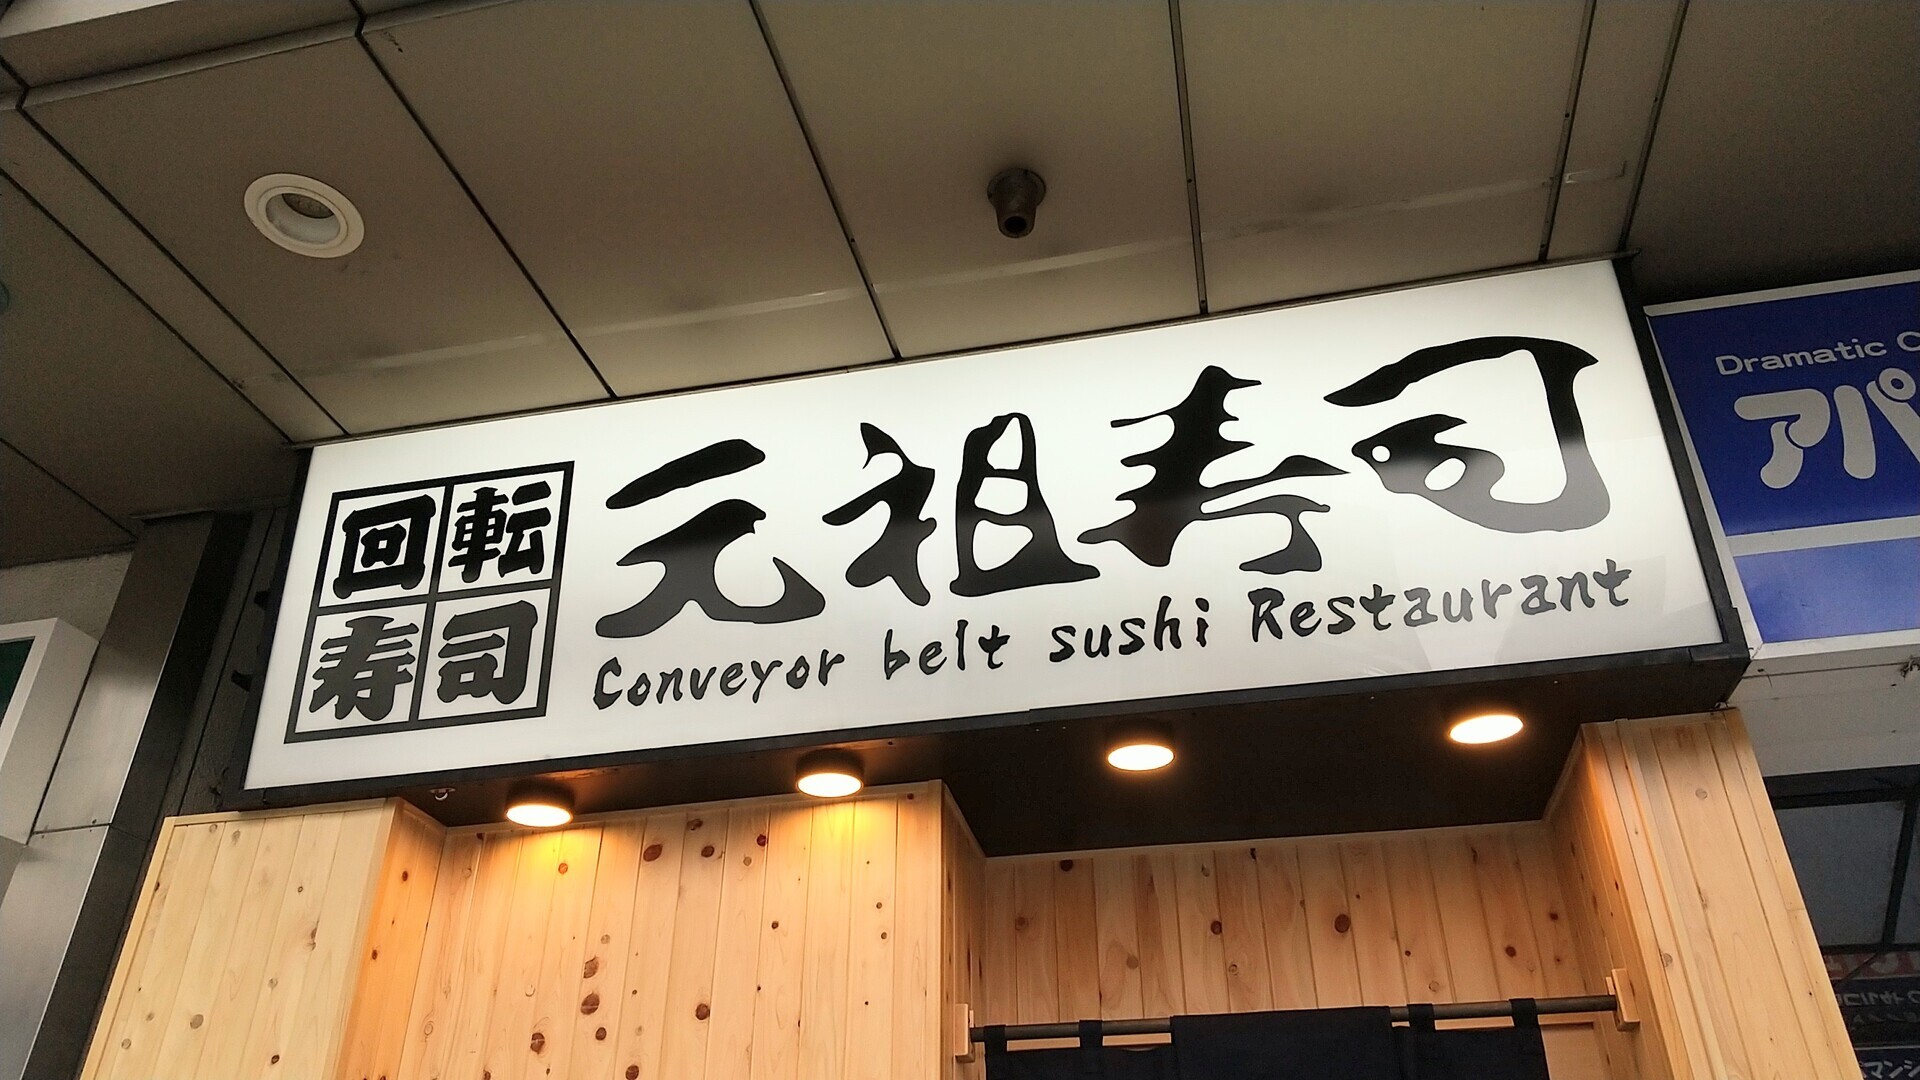 回転
寿司
元祖寿司
Conveyor belt sushi Restaurant
Dramatic
アパ